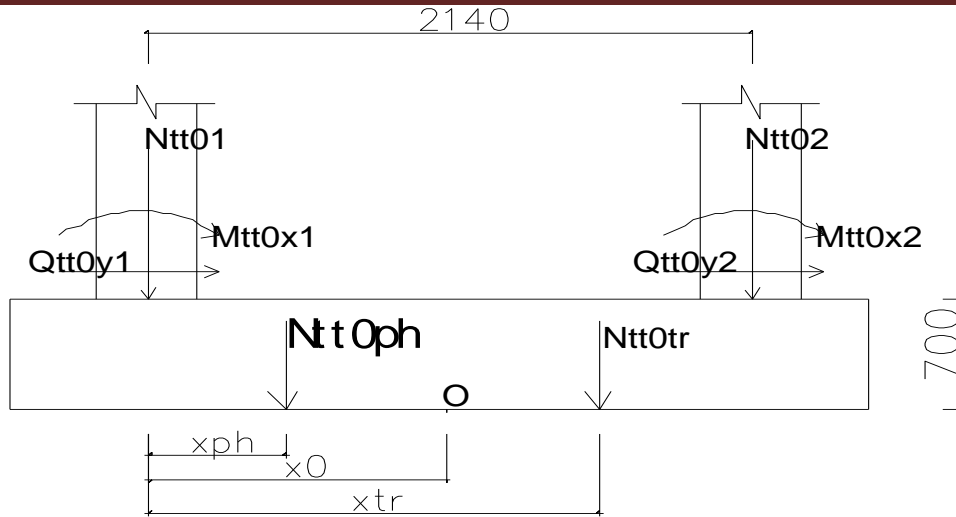 2140
Ntt01
Ntt02
Mtt0x1
Mtt0x2
Qtt0y1
Qtt0y2
Ntt0ph
Ntt0tr
700
O
xph
x0
xtr